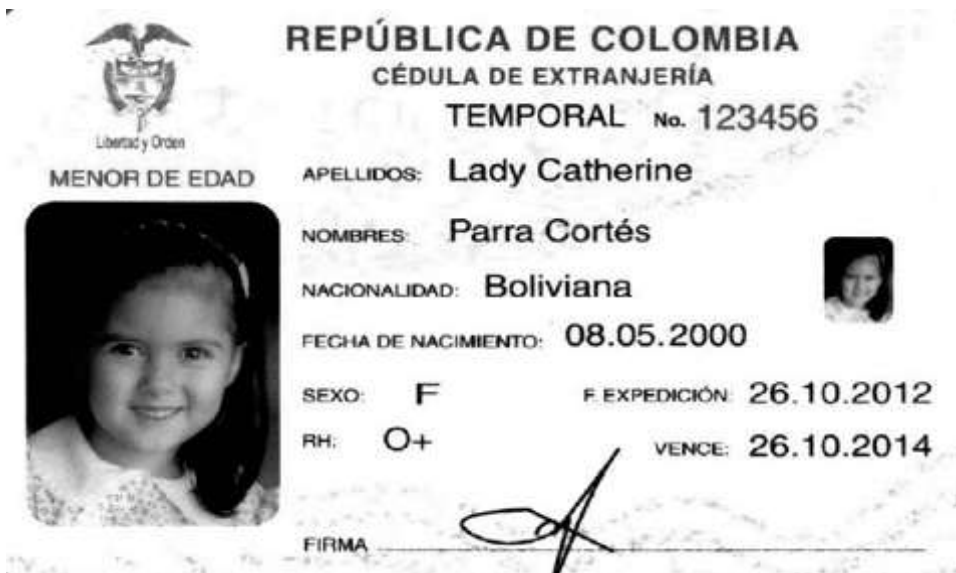 REPÚBLICA DE COLOMBIA
CÉDULA DE EXTRANJERÍA
TEMPORAL No. 123456
Libertad y Orden
MENOR DE EDAD
APELLIDOS: Lady Catherine
NOMBRES: Parra Cortés
NACIONALIDAD: Boliviana
FECHA DE NACIMIENTO: 08.05.2000
SEXO: F F. EXPEDICIÓN: 26.10.2012
RH: O+ VENCE: 26.10.2014
FIRMA